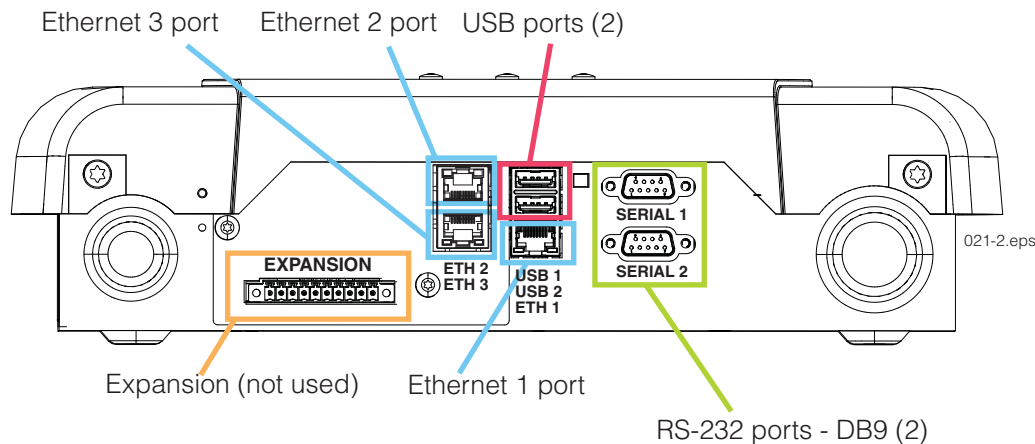 Ethernet 3 port
Ethernet 2 port
USB ports (2)
SERIAL 1
021-2.eps
EXPANSION
ETH 2
ETH 3
USB 1
USB 2
ETH 1
SERIAL 2
Expansion (not used)
Ethernet 1 port
RS-232 ports - DB9 (2)